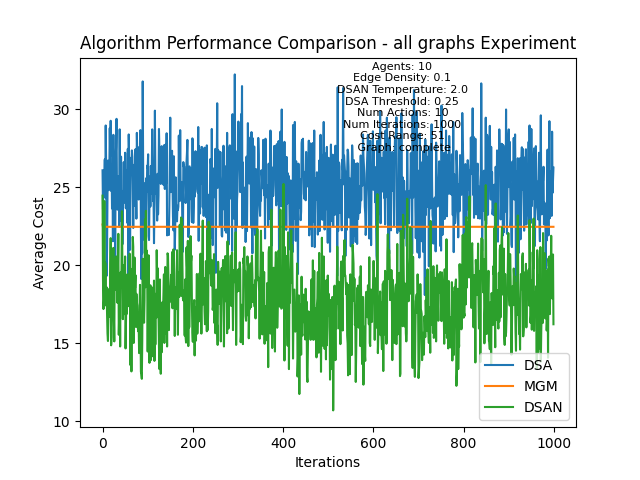 Algorithm Performance Comparison - all graphs Experiment
Agents: 10
Edge Density: 0.1
DSAN Temperature: 2.0
DSA Threshold: 0.25
Num Actions: 10
Num Iterations: 1000
Cost Range: 51
Graph: complete
30
25
20
15
10
Average Cost
DSA
MGM
DSAN
0
200
400
600
800
1000
Iterations